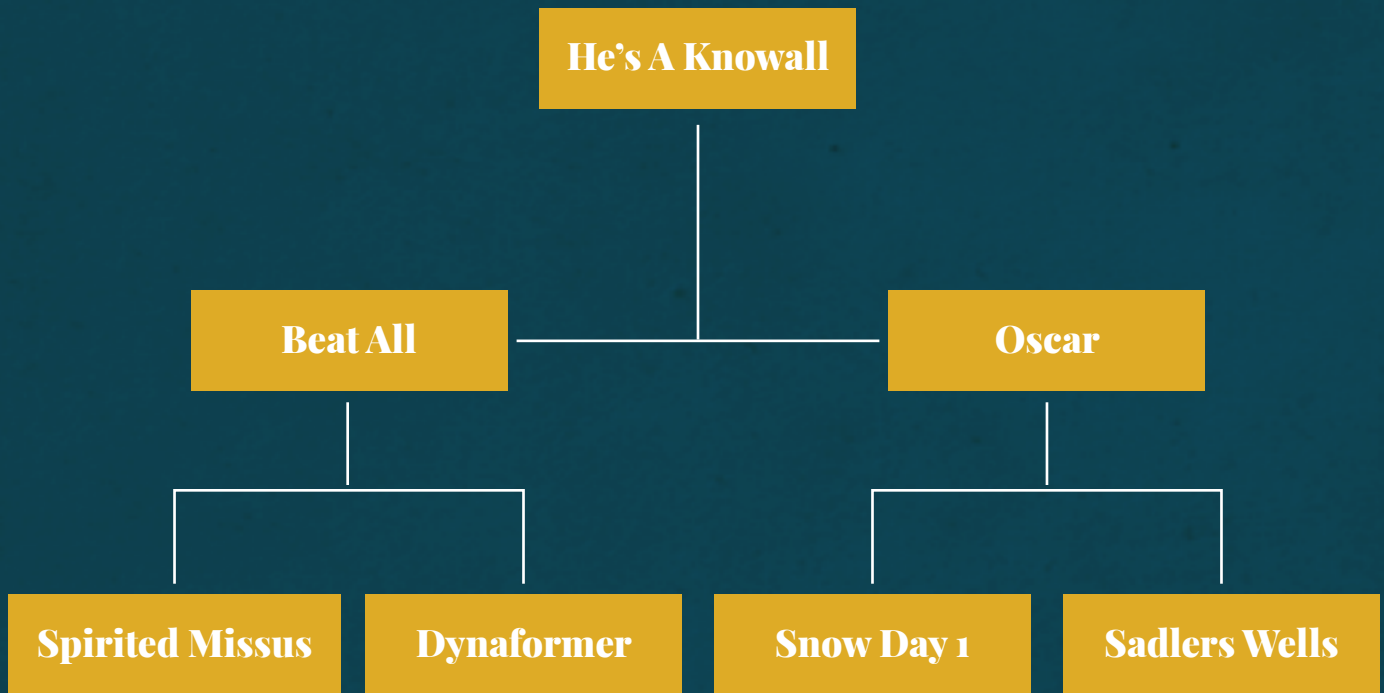 He’s A Knowall
Beat All
Oscar
Spirited Missus
Dynaformer
Snow Day 1
Sadlers Wells